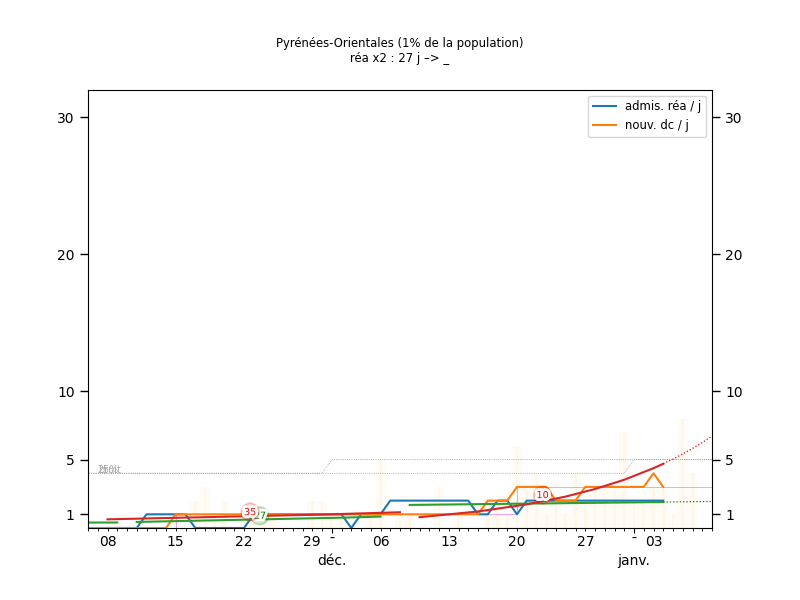 Pyrénées-Orientales (1% de la population)
réa x2 : 27 j –> _
admis. réa / j
nouv. dc / j
30 30
20 20
10 10
5 5
1 1
35
7
10
08 15 22 29 - 06 13 20 27 - 03
déc. janv.